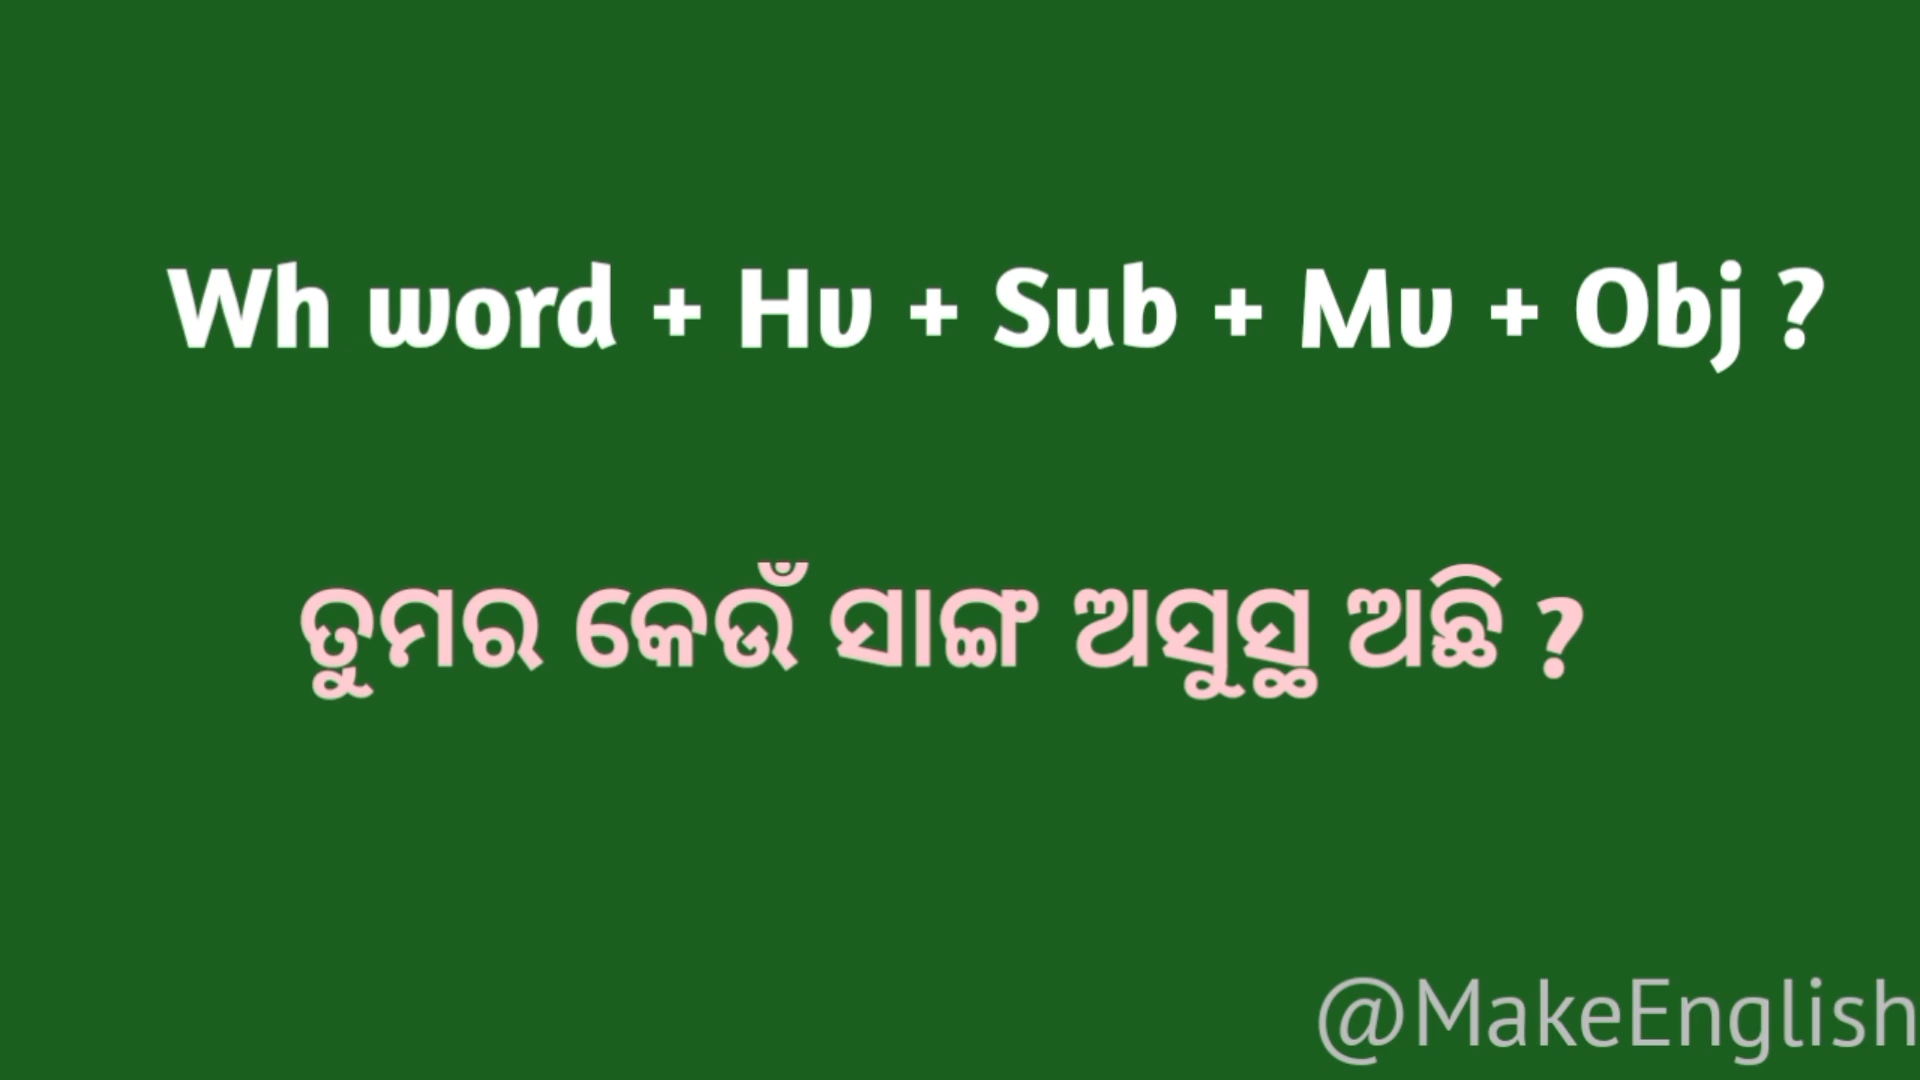 Wh word + Hv + Sub + Mv + Obj ?
ତୁମର କେଉଁ ସାଙ୍ଗ ଅସୁସ୍ଥ ଅଛି ?
@MakeEnglish